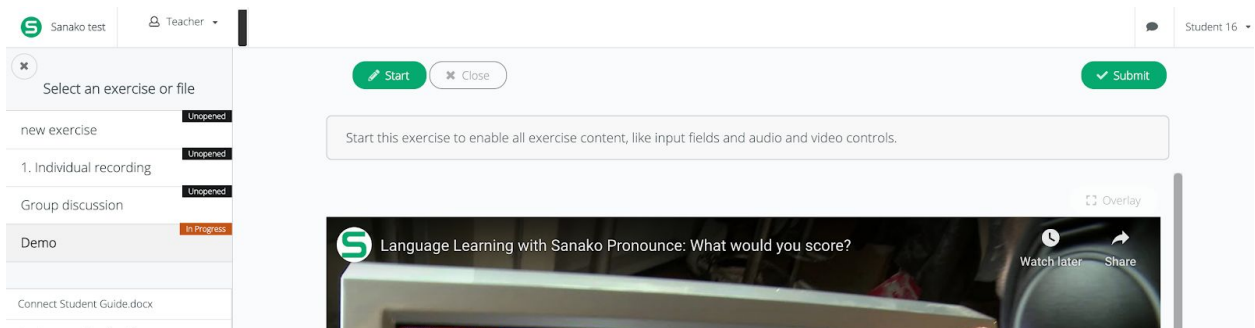 Sanako test
Teacher
Student 16
Select an exercise or file
Unopened
new exercise
Unopened
1. Individual recording
Unopened
Group discussion
In Progress
Demo
Connect Student Guide.docx
Start
Close
Submit
Start this exercise to enable all exercise content, like input fields and audio and video controls.
Overlay
Language Learning with Sanako Pronounce: What would you score?
Watch later
Share